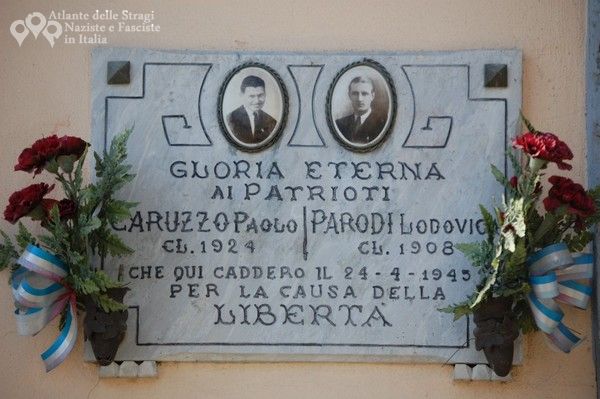 Atlante delle Stragi
Naziste e Fasciste
in Italia
GLORIA ETERNA
AI PATRIOTI
CARUZZO PAOLO PARODI LODOVICO
CL. 1924 CL. 1908
CHE QUI CADDERO IL 24-4-1945
PER LA CAUSA DELLA
LIBERTÀ